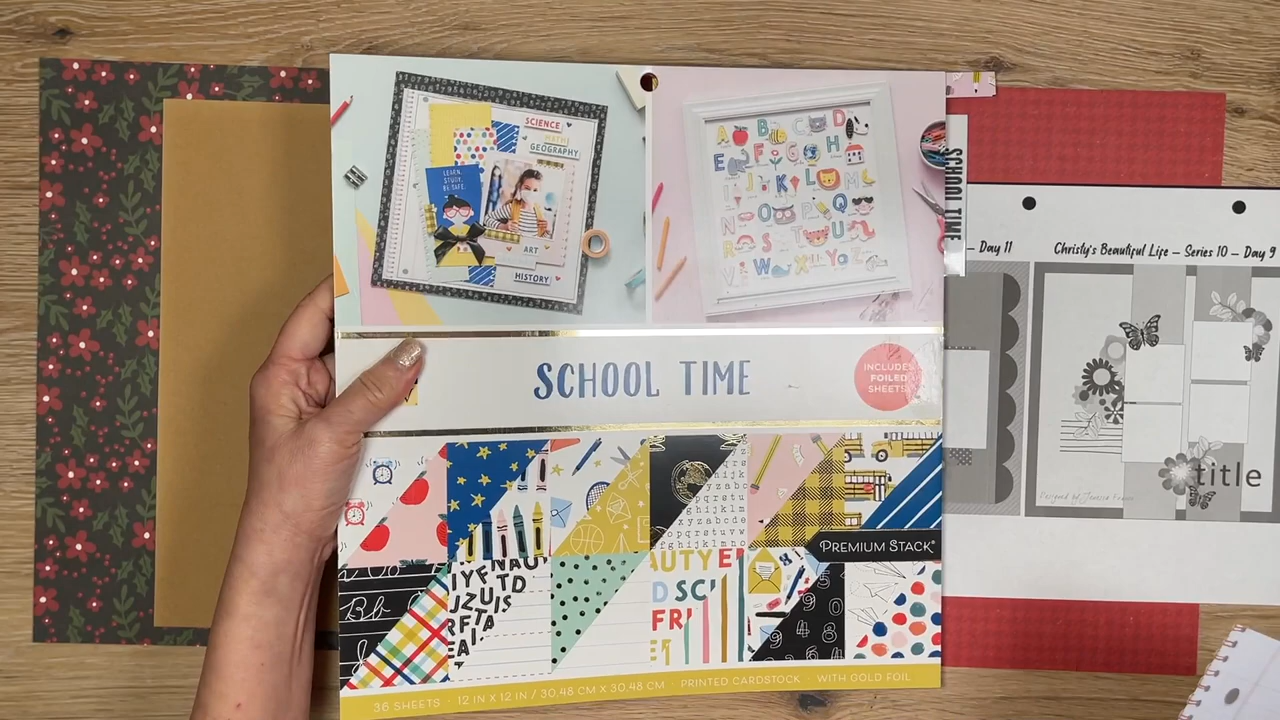 SCIENCE
MATH
GEOGRAPHY
LEARN,
STUDY,
BE SAFE.
ART
HISTORY
A B C D
E F G H
I J K L M
N O P Q
R S T U
V W X Y Z
SCHOOL TIME
– Day 11
Christy's Beautiful Life – Series 10 – Day 9
title
SCHOOL TIME
INCLUDES
FOILED
SHEETS
PREMIUM STACK
Bb
36 SHEETS · 12 IN X 12 IN / 30.48 CM X 30.48 CM · PRINTED CARDSTOCK · WITH GOLD FOIL